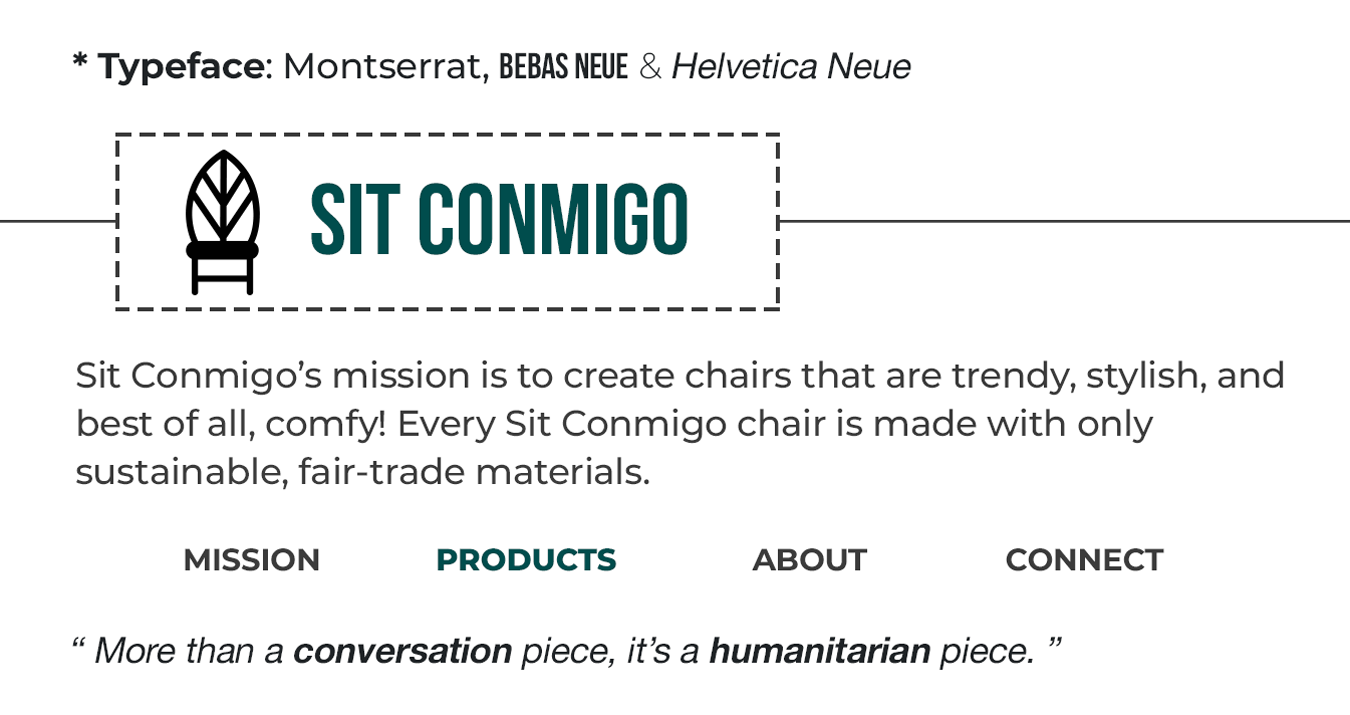 * Typeface: Montserrat, BEBAS NEUE & Helvetica Neue
SIT CONMIGO
Sit Conmigo’s mission is to create chairs that are trendy, stylish, and
best of all, comfy! Every Sit Conmigo chair is made with only
sustainable, fair-trade materials.
MISSION PRODUCTS ABOUT CONNECT
“ More than a conversation piece, it’s a humanitarian piece. ”